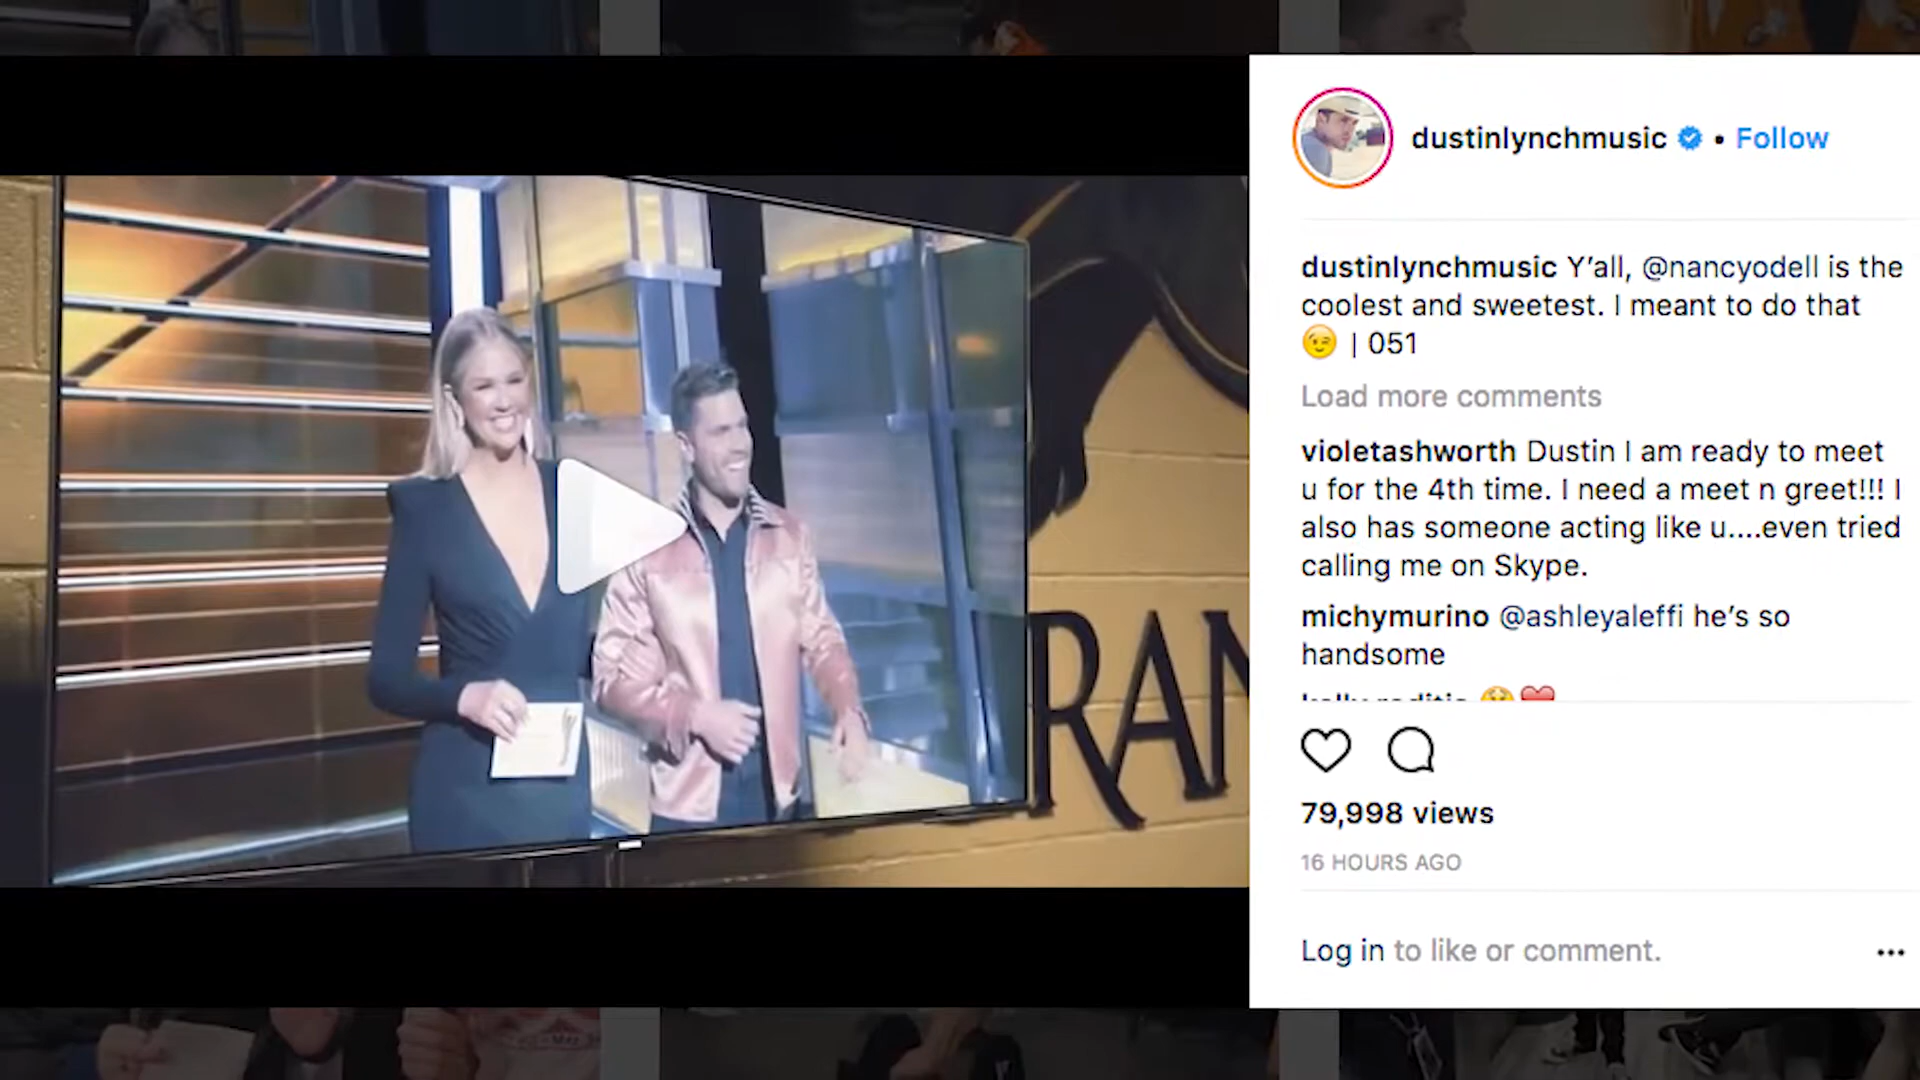 dustinlynchmusic • Follow
dustinlynchmusic Y’all, @nancyodell is the
coolest and sweetest. I meant to do that
😉 | 051
Load more comments
violetashworth Dustin I am ready to meet
u for the 4th time. I need a meet n greet!!! I
also has someone acting like u....even tried
calling me on Skype.
michymurino @ashleyaleffi he’s so
handsome
79,998 views
16 HOURS AGO
Log in to like or comment.
RAN